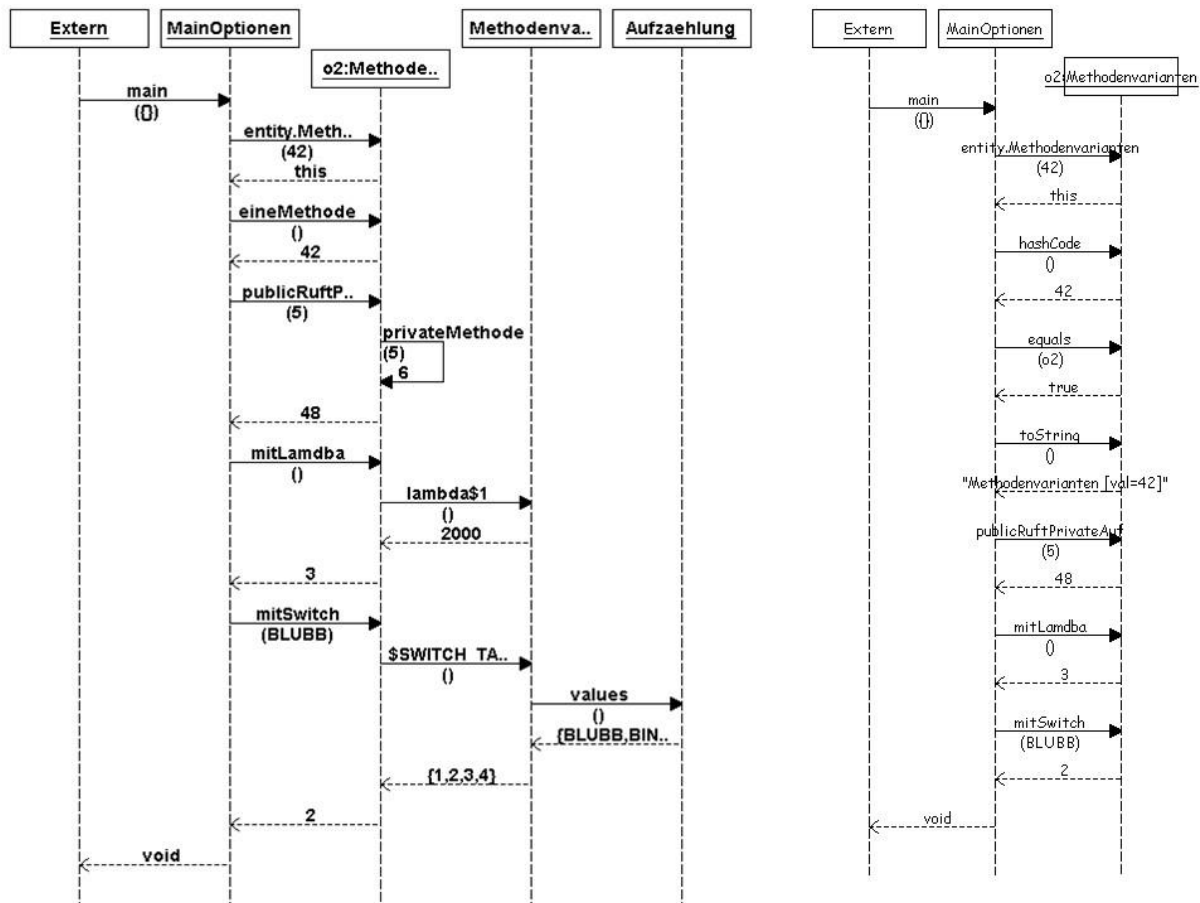 Extern
MainOptionen
Methodenva..
Aufzaehlung
o2:Methode..
main
({})
entity.Meth..
(42)
this
eineMethode
()
42
publicRuftP..
(5)
privateMethode
(5)
6
48
mitLamdba
()
lambda$1
()
2000
3
mitSwitch
(BLUBB)
$SWITCH_TA..
()
values
()
{BLUBB,BIN..
{1,2,3,4}
2
void
Extern
MainOptionen
o2:Methodenvarianten
main
({})
entity.Methodenvarianten
(42)
this
hashCode
()
42
equals
(o2)
true
toString
()
"Methodenvarianten [val=42]"
publicRuftPrivateAuf
(5)
48
mitLamdba
()
3
mitSwitch
(BLUBB)
2
void